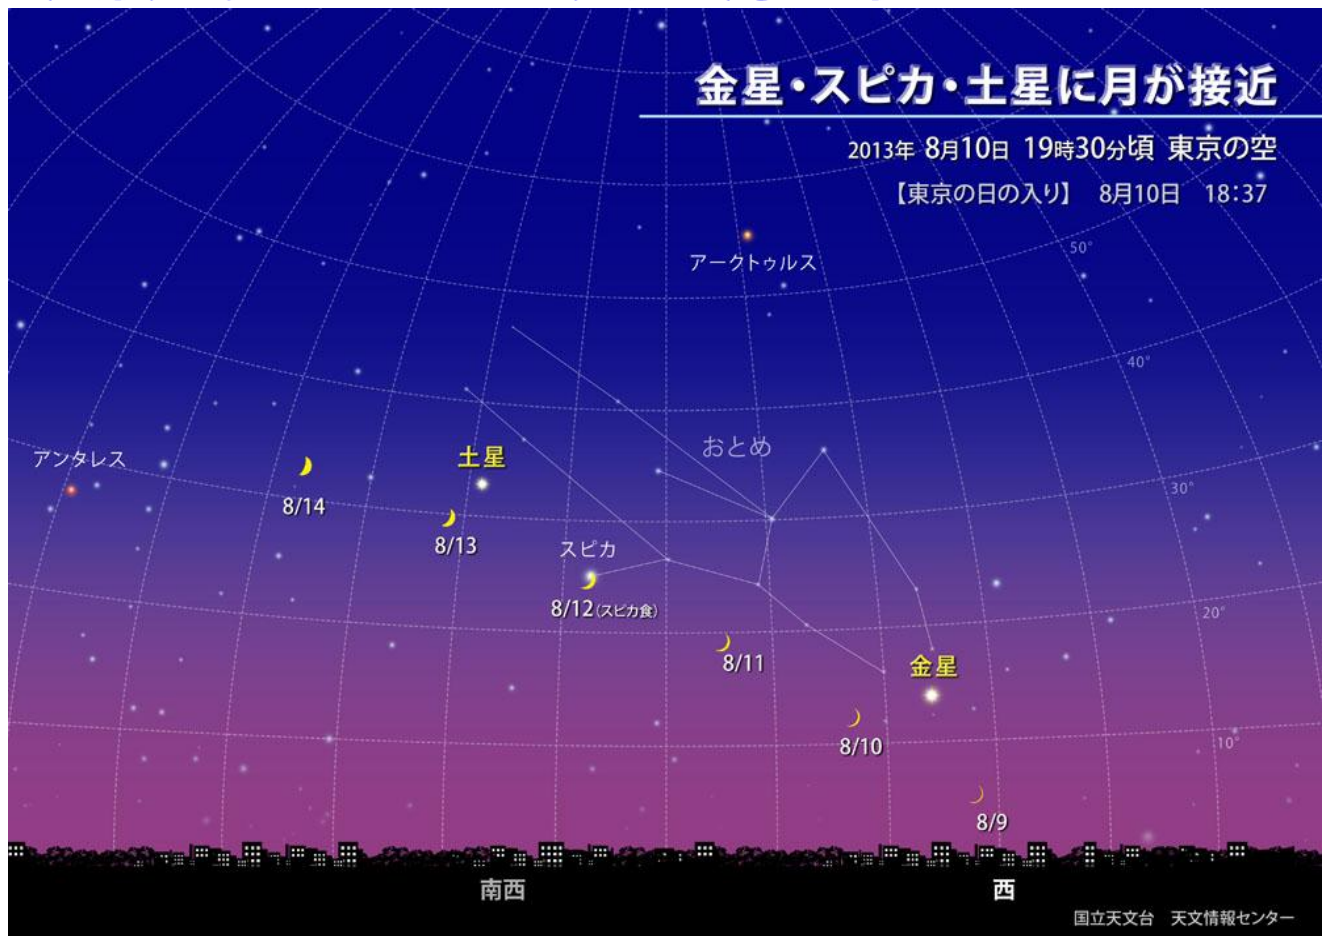 金星・スピカ・土星に月が接近
2013年 8月10日 19時30分頃 東京の空
【東京の日の入り】 8月10日 18:37
50°
アークトゥルス
40°
おとめ
土星
アンタレス
30°
8/14
8/13
スピカ
8/12(スピカ食)
20°
8/11
金星
8/10
10°
8/9
南西
西
国立天文台 天文情報センター